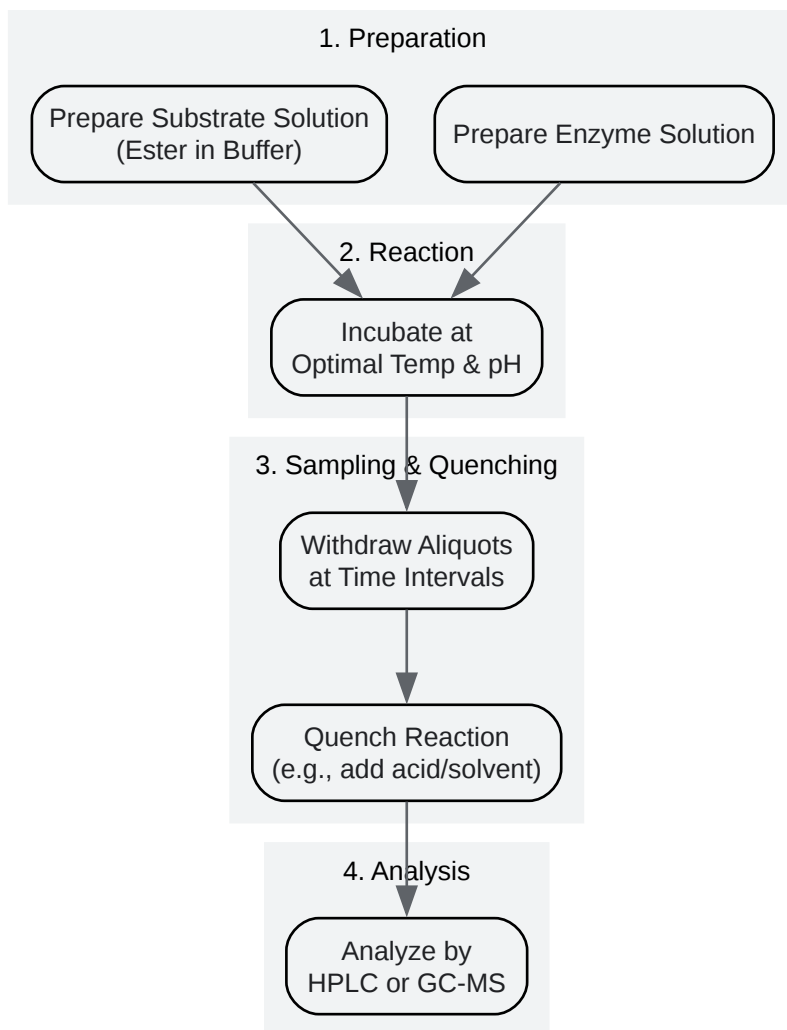 1. Preparation
Prepare Substrate Solution
(Ester in Buffer)
Prepare Enzyme Solution
2. Reaction
Incubate at
Optimal Temp & pH
3. Sampling & Quenching
Withdraw Aliquots
at Time Intervals
Quench Reaction
(e.g., add acid/solvent)
4. Analysis
Analyze by
HPLC or GC-MS